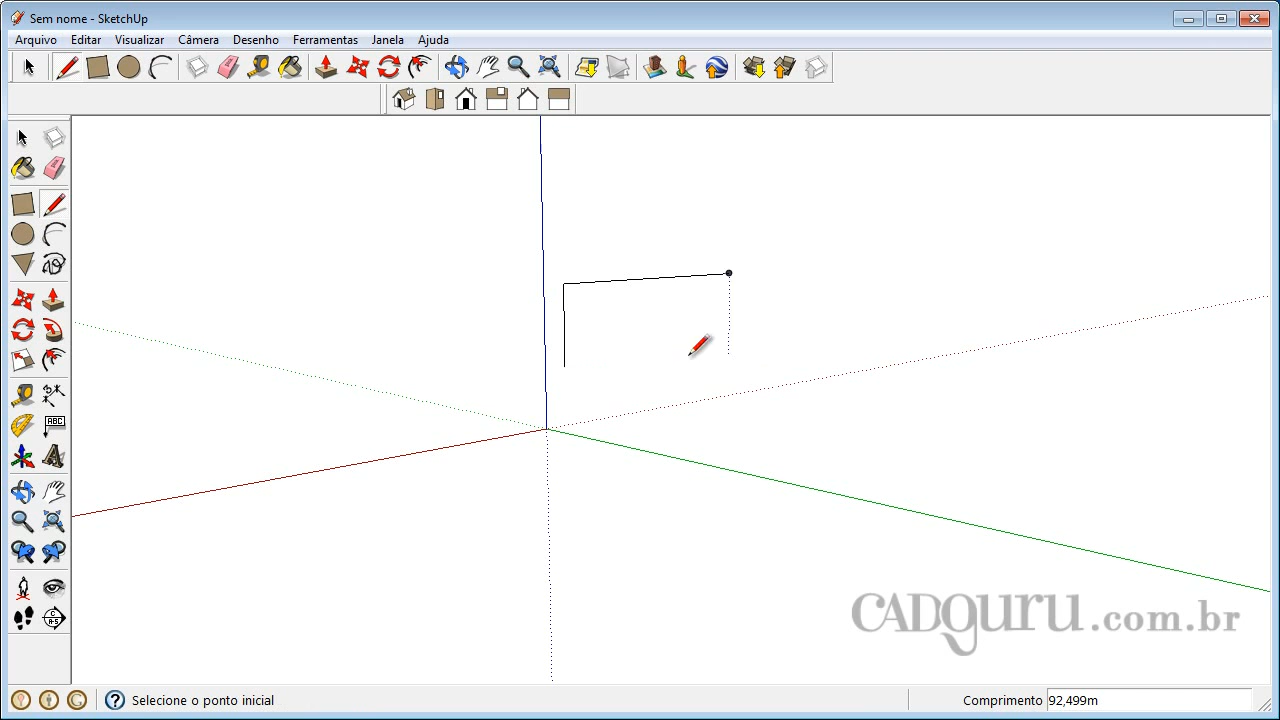 Sem nome - SketchUp
Arquivo Editar Visualizar Câmera Desenho Ferramentas Janela Ajuda
ABC
CADguru.com.br
Selecione o ponto inicial
Comprimento 92,499m